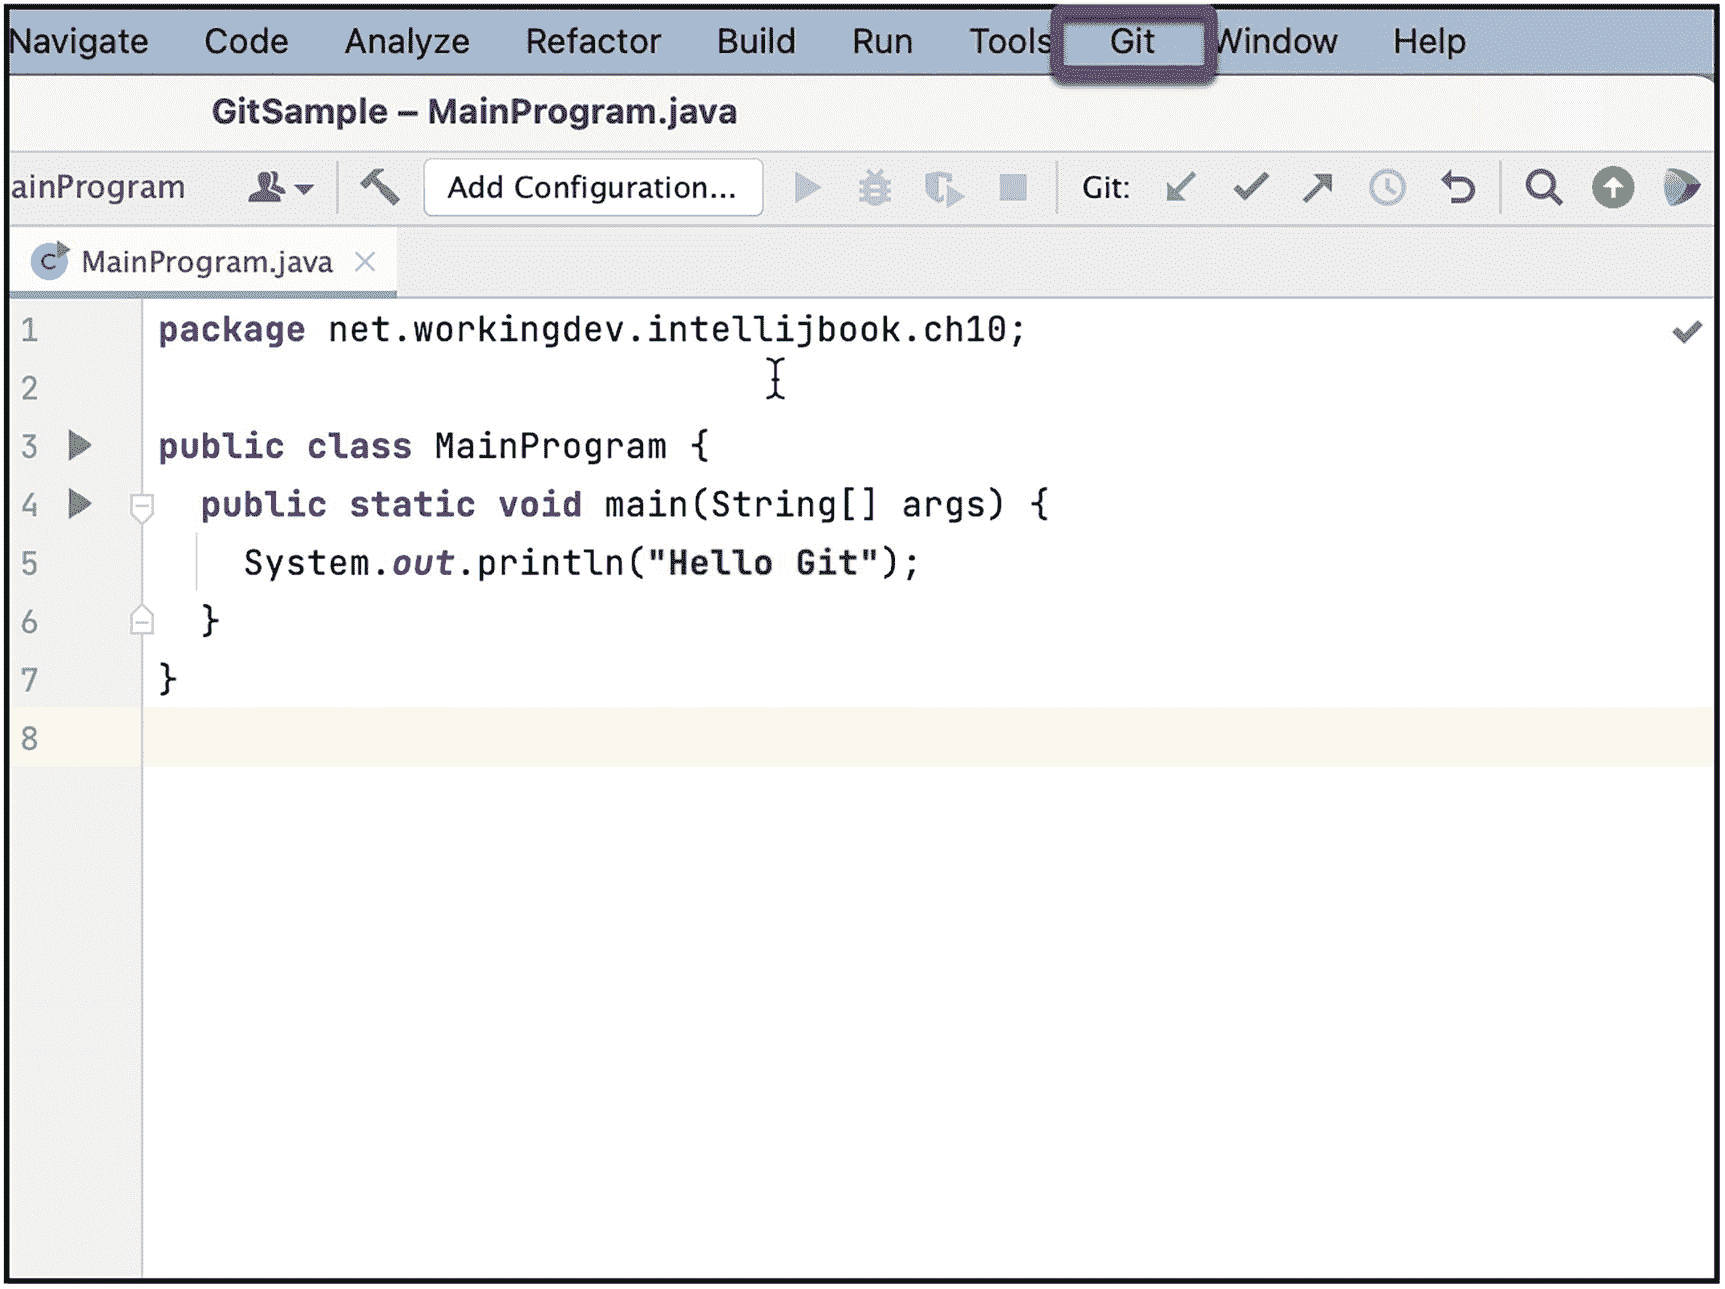 Navigate Code Analyze Refactor Build Run Tools Git Window Help
GitSample – MainProgram.java
ainProgram Add Configuration... Git:
C MainProgram.java
1 package net.workingdev.intellijbook.ch10;
2
3 public class MainProgram {
4 public static void main(String[] args) {
5 System.out.println("Hello Git");
6 }
7 }
8